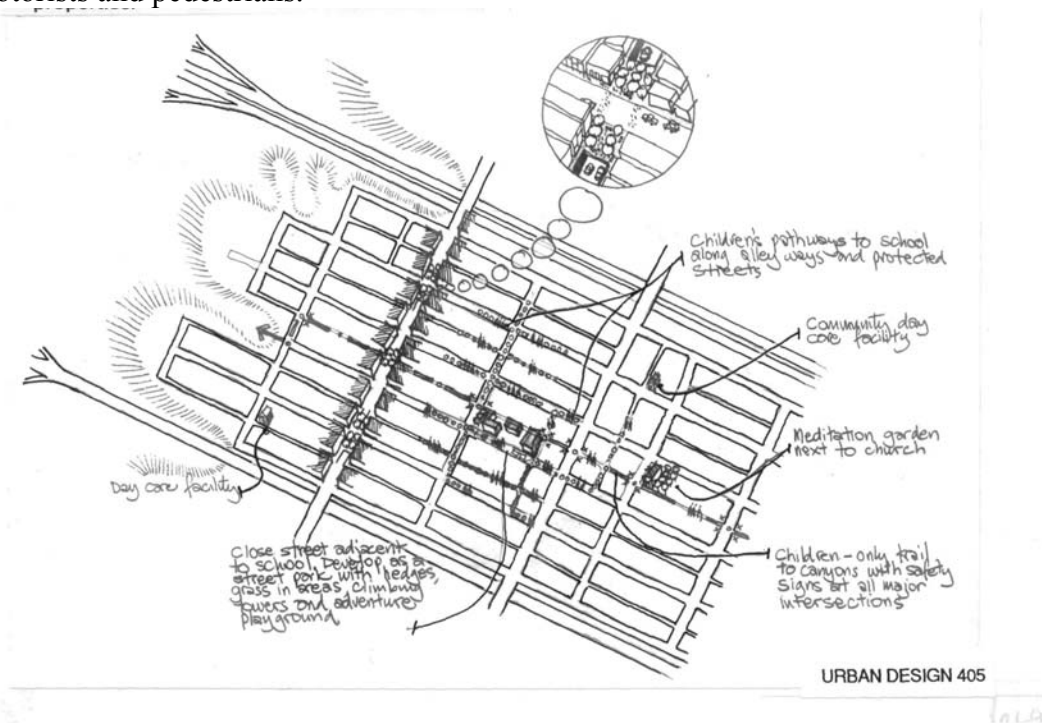 otorists and pedestrians.
Children's pathways to school
along alley ways and protected
streets
Community day
care facility
Meditation garden
next to church
Day care facility
Close street adjacent
to school. Develop as a
street park with hedges,
grass in areas, climbing
towers and adventure
playground
Children-only trail
to canyons with safety
signs at all major
intersections
URBAN DESIGN 405